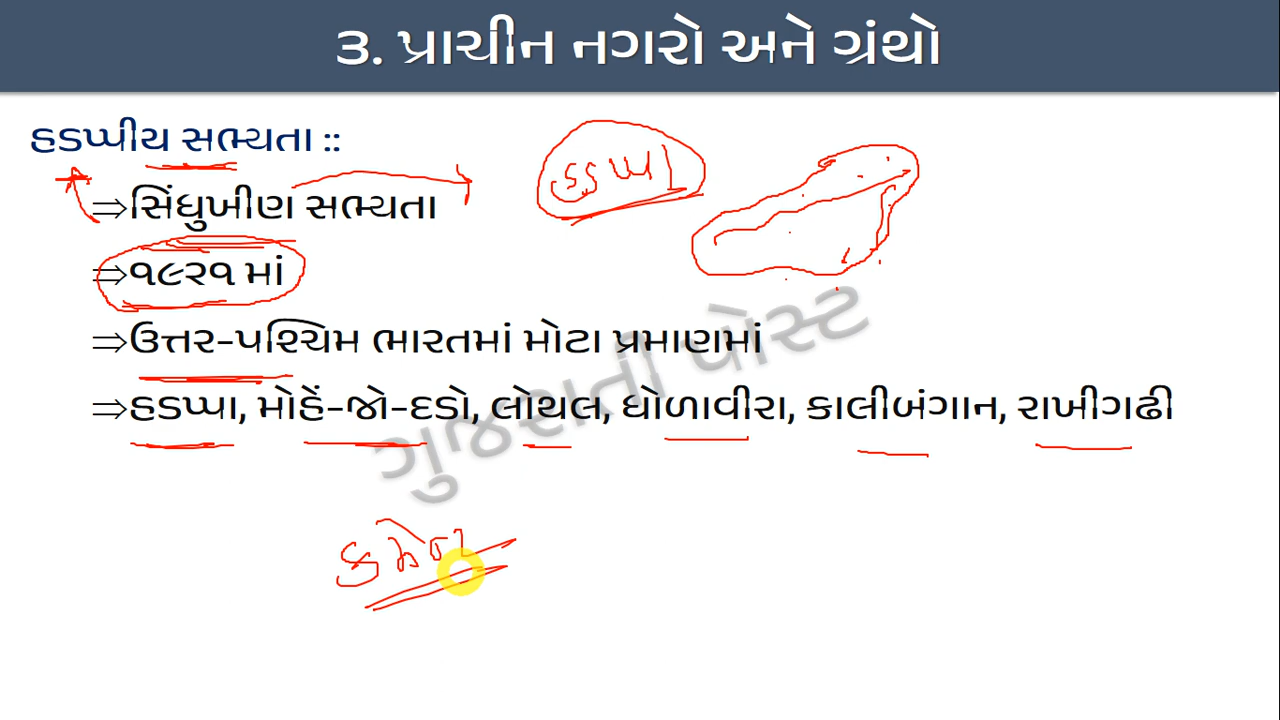 ૩. પ્રાચીન નગરો અને ગ્રંથો
હડપ્પીય સભ્યતા ::
હડપ્પા
⇒સિંધુખીણ સભ્યતા
⇒૧૯૨૧ માં
⇒ઉત્તર-પશ્ચિમ ભારતમાં મોટા પ્રમાણમાં
⇒હડપ્પા, મોહેં-જો-દડો, લોથલ, ધોળાવીરા, કાલીબંગાન, રાખીગઢી
ગુજરાતી પોસ્ટ